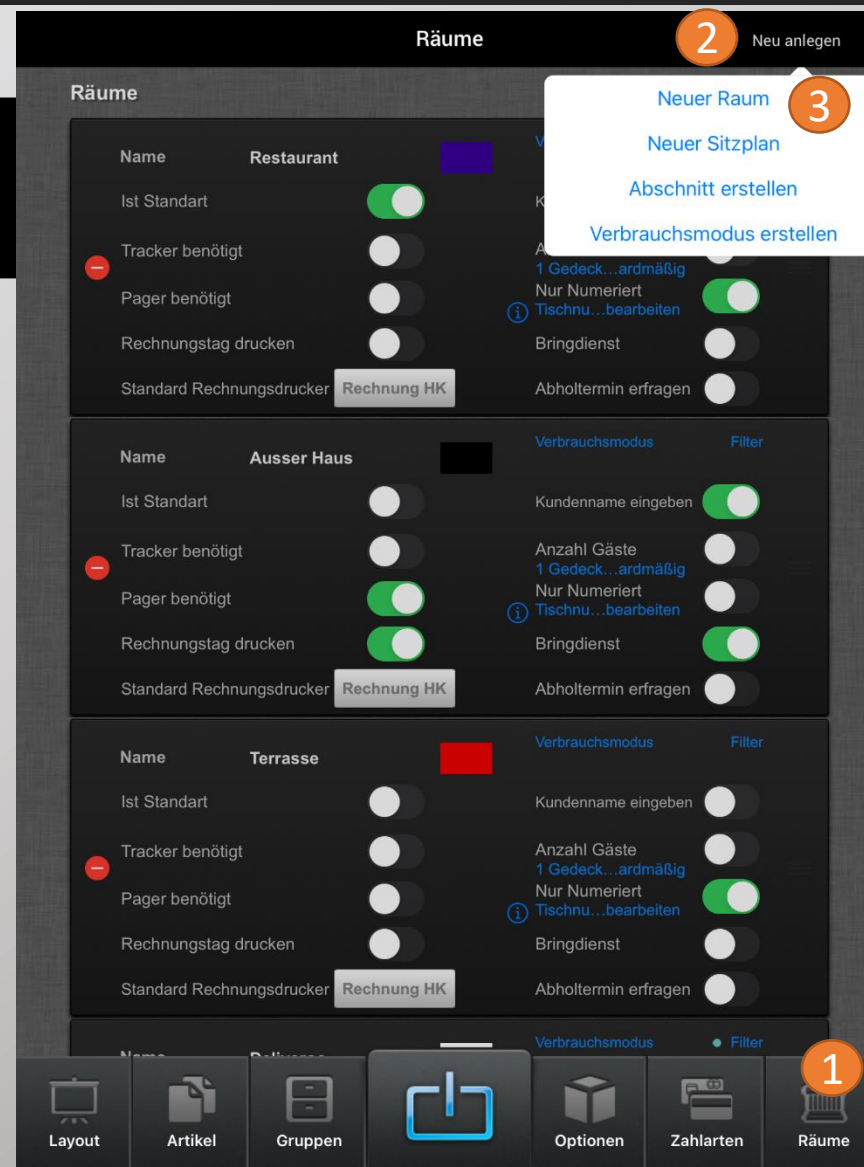 Räume
2
Neu anlegen
Räume
Neuer Raum
3
Neuer Sitzplan
Abschnitt erstellen
Verbrauchsmodus erstellen
Name
Restaurant
Ist Standart
Tracker benötigt
1 Gedeck…ardmäßig
Pager benötigt
Nur Numeriert
Tischnu…bearbeiten
Rechnungstag drucken
Bringdienst
Standard Rechnungsdrucker
Rechnung HK
Abholtermin erfragen
Verbrauchsmodus
Filter
Name
Ausser Haus
Ist Standart
Kundenname eingeben
Tracker benötigt
Anzahl Gäste
1 Gedeck…ardmäßig
Pager benötigt
Nur Numeriert
Tischnu…bearbeiten
Rechnungstag drucken
Bringdienst
Standard Rechnungsdrucker
Rechnung HK
Abholtermin erfragen
Verbrauchsmodus
Filter
Name
Terrasse
Ist Standart
Kundenname eingeben
Tracker benötigt
Anzahl Gäste
1 Gedeck…ardmäßig
Pager benötigt
Nur Numeriert
Tischnu…bearbeiten
Rechnungstag drucken
Bringdienst
Standard Rechnungsdrucker
Rechnung HK
Abholtermin erfragen
Verbrauchsmodus
Filter
Name
1
Layout
Artikel
Gruppen
Optionen
Zahlarten
Räume